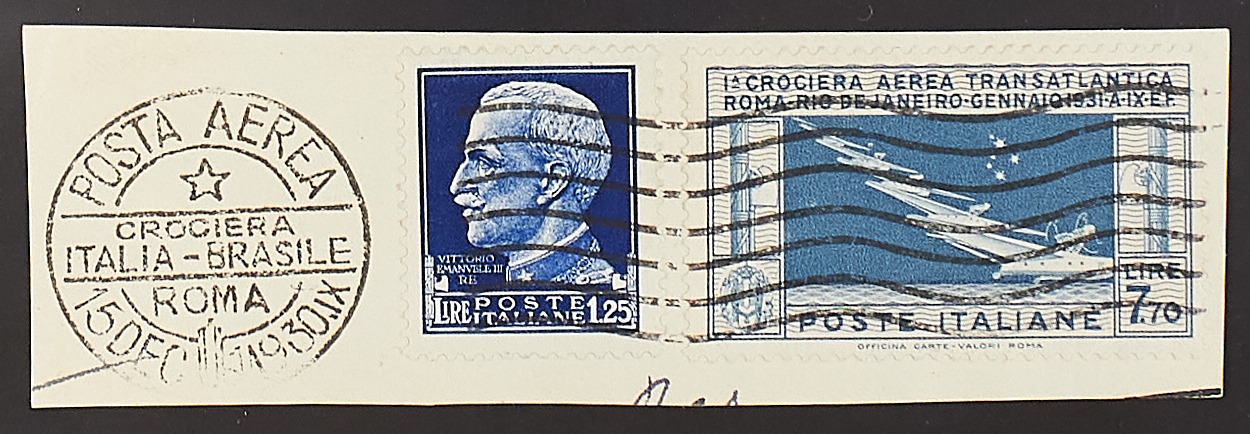 POSTA AEREA
CROCIERA
ITALIA-BRASILE
ROMA
15 DEC 1930.IX
VITTORIO
EMANVELE III
RE
LIRE POSTE ITALIANE 1.25
1ª CROCIERA AEREA TRANSATLANTICA
ROMA-RIO DE JANEIRO-GENNAIO 1931-A-IX-E.F.
LIRE
7.70
POSTE ITALIANE
OFFICINA CARTE-VALORI ROMA